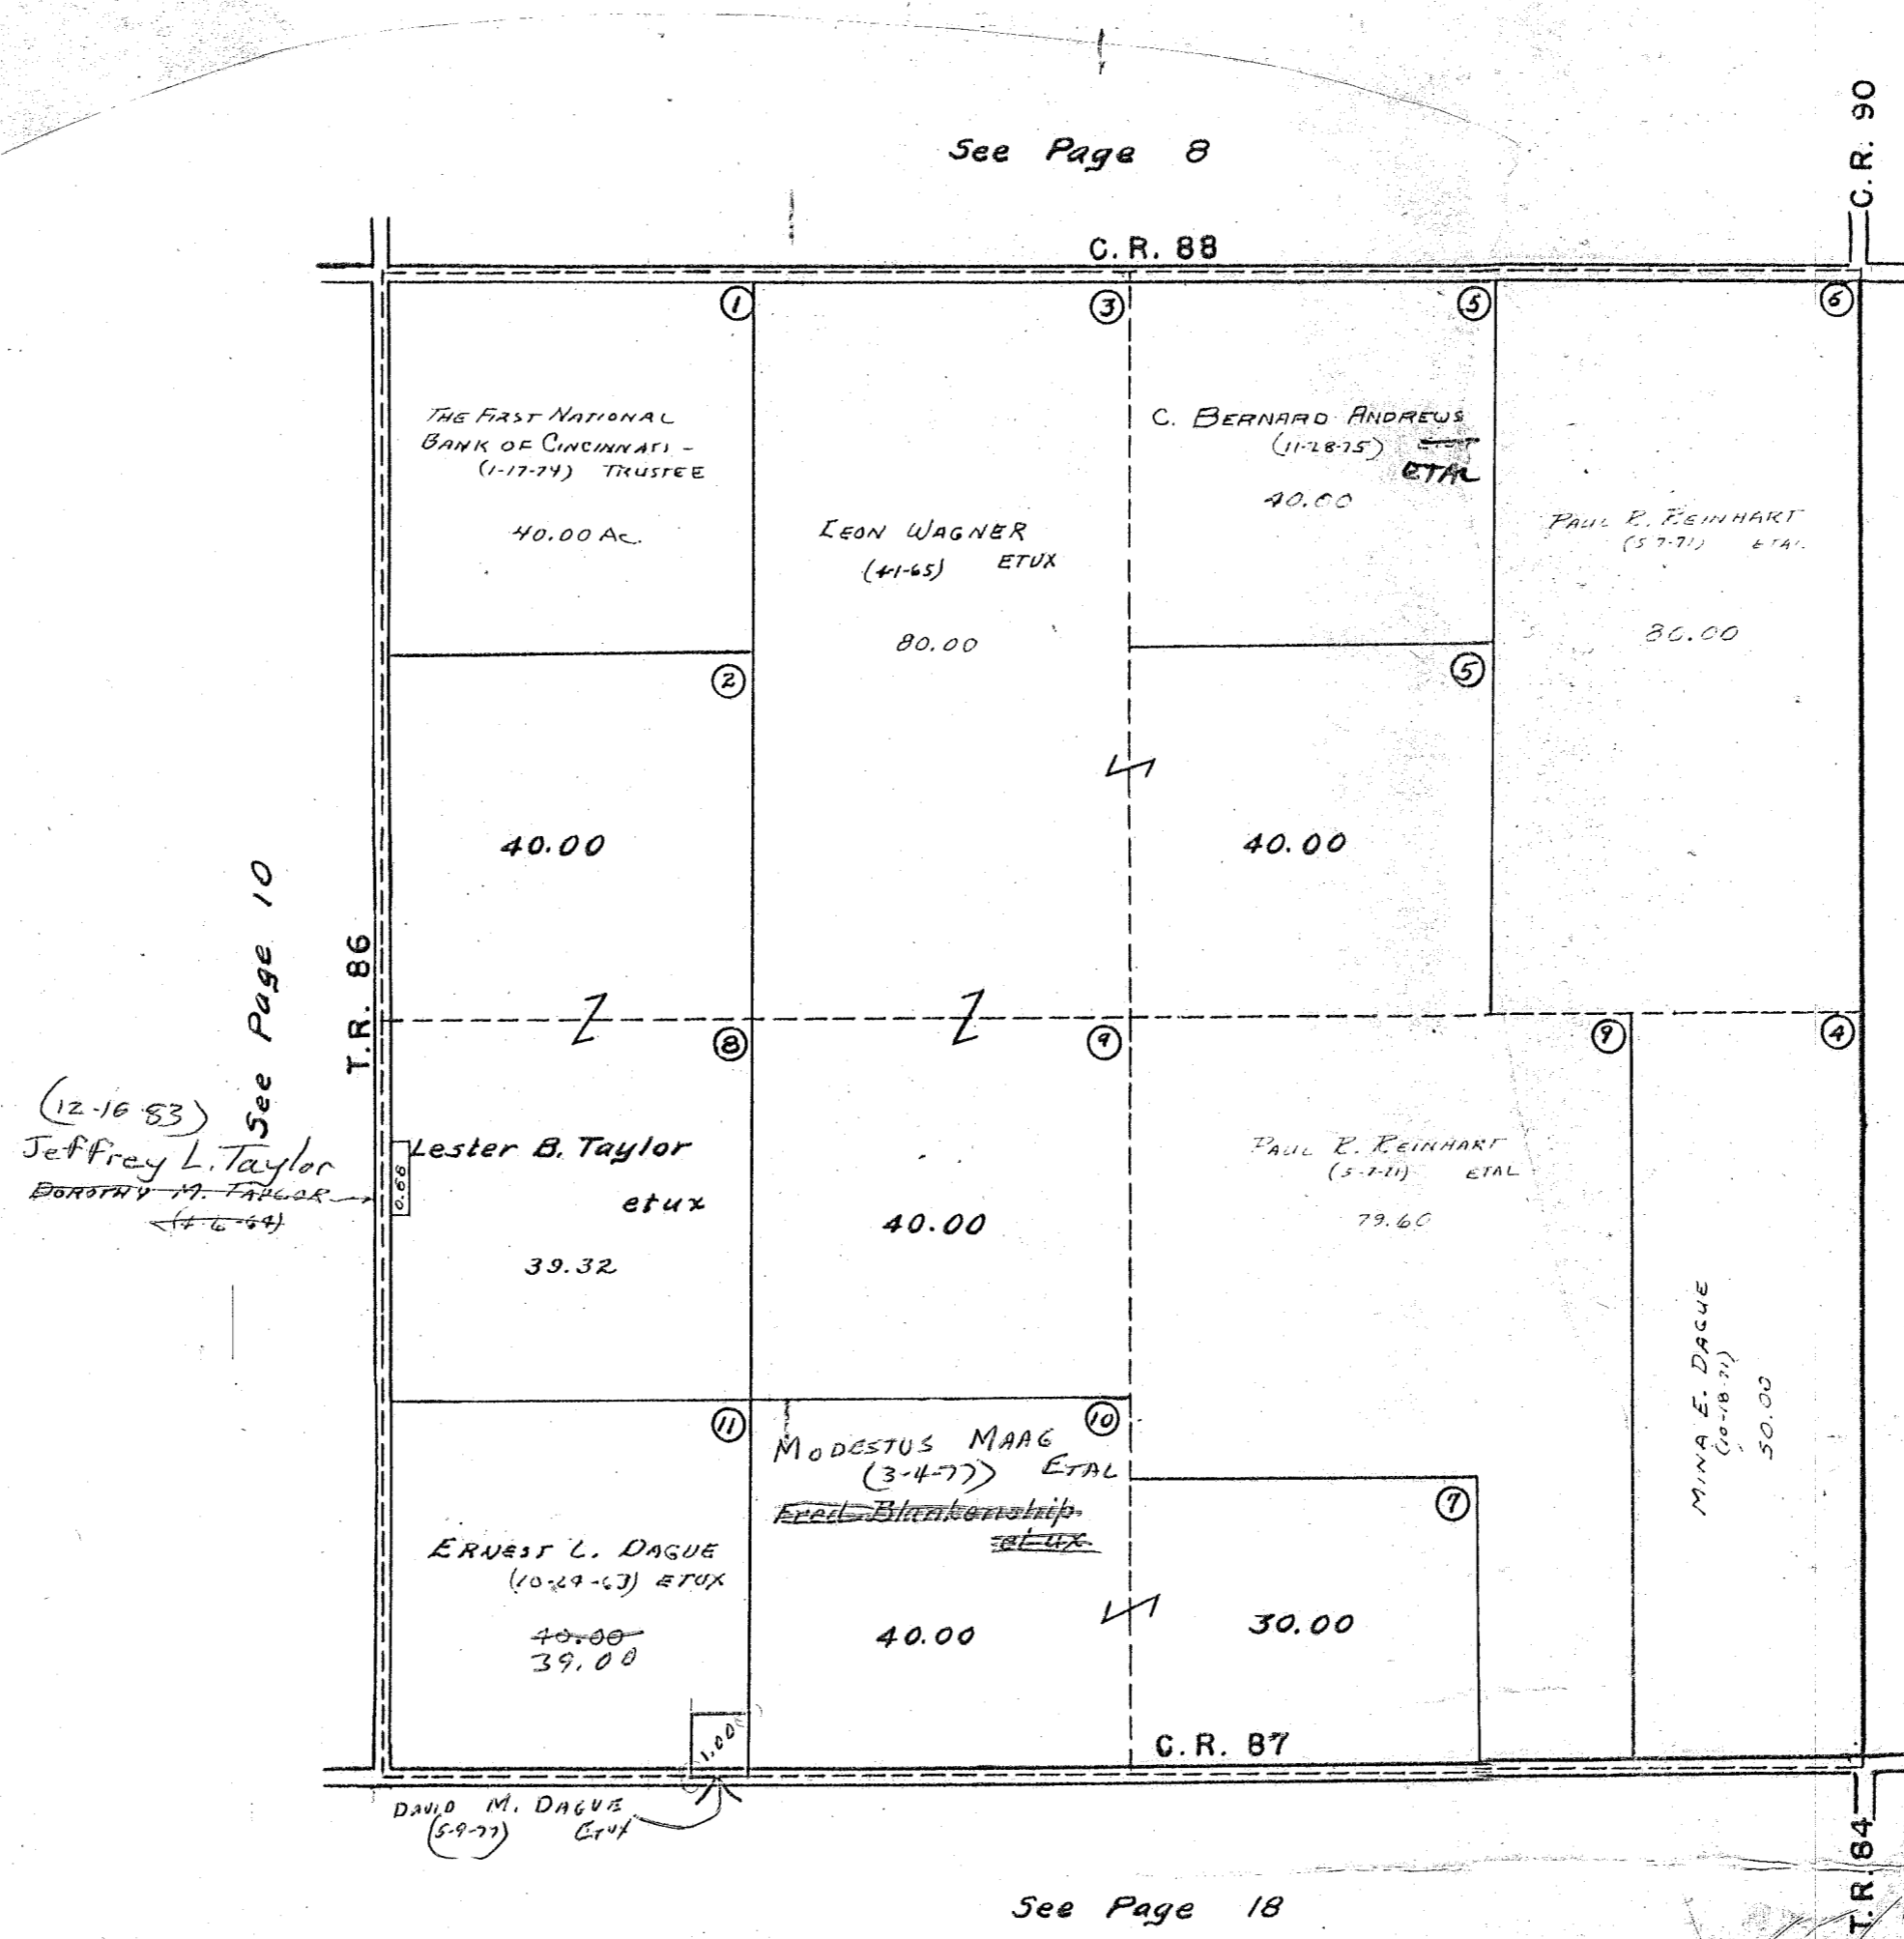 See Page 8
C.R. 90
C.R. 88
1
3
5
6
THE FIRST NATIONAL
BANK OF CINCINNATI -
(1-17-74) TRUSTEE
40.00 Ac.
LEON WAGNER
(4-1-65) ETUX
80.00
C. BERNARD ANDREWS
(11-28-75)
ETAL
40.00
PAUL R. REINHART
(5-7-71) ETAL
80.00
2
5
40.00
40.00
See Page 10
T.R. 86
8
9
9
4
(12-16-83)
Jeffrey L. Taylor
DOROTHY M. TAYLOR
(4-6-64)
0.68
Lester B. Taylor
etux
39.32
40.00
PAUL R. REINHART
(5-7-71) ETAL
79.60
MINA E. DAGUE
(10-18-71)
50.00
11
10
MODESTUS MAAG
(3-4-77) ETAL
Fred Blankenship
et ux
7
ERNEST L. DAGUE
(10-29-63) ETUX
40.00
39.00
40.00
30.00
1.00
C.R. 87
DAVID M. DAGUE
(5-9-77) ETUX
T.R. 84
See Page 18